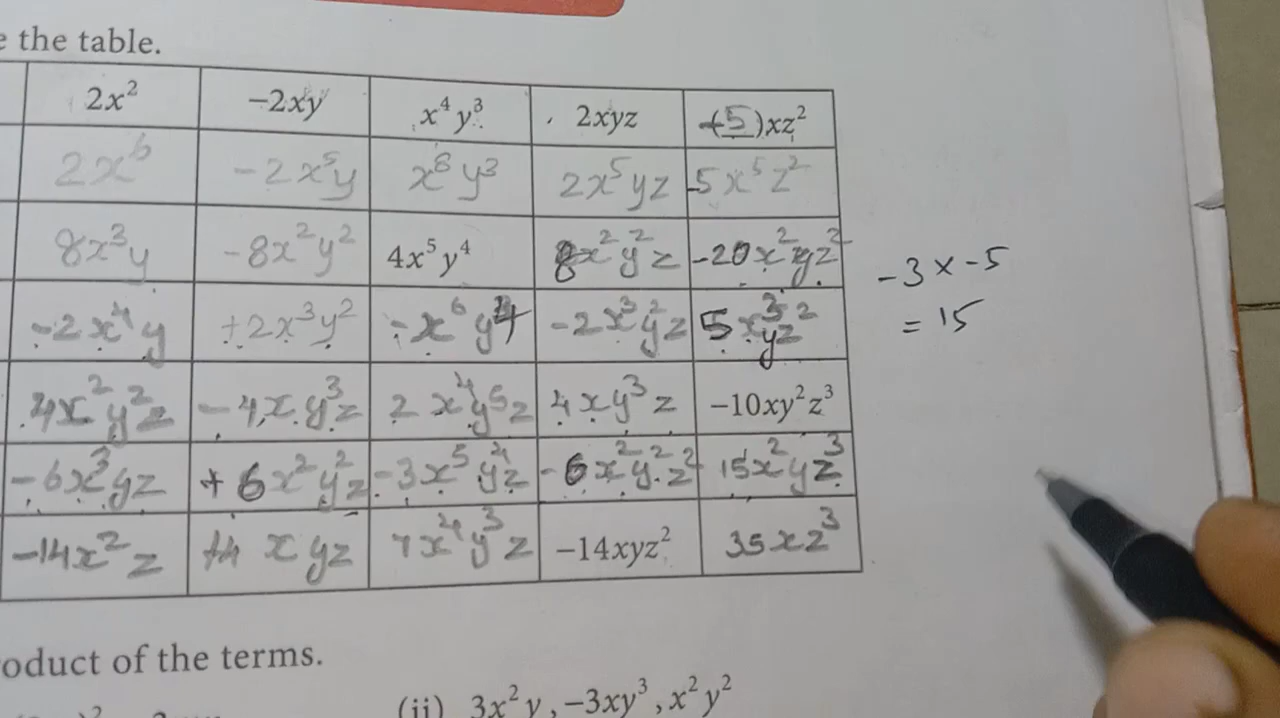 e the table.
2x² −2xy x⁴y³ 2xyz (−5)xz²
2x⁶ −2x⁵y x⁸y³ 2x⁵yz −5x⁵z²
8x³y −8x²y² 4x⁵y⁴ 8x²y²z −20x²yz²
−2x⁴y +2x³y² −x⁶y⁴ −2x³y²z 5x³yz²
4x²y²z −4xy³z 2x⁴y⁵z 4xy³z −10xy²z³
−6x³yz +6x²y²z −3x⁵y⁴z −6x²y²z² 15x²yz³
−14x²z 14xyz 7x⁴y³z −14xyz² 35xz³
−3 × −5
= 15
oduct of the terms.
(ii) 3x²y, −3xy³, x²y²